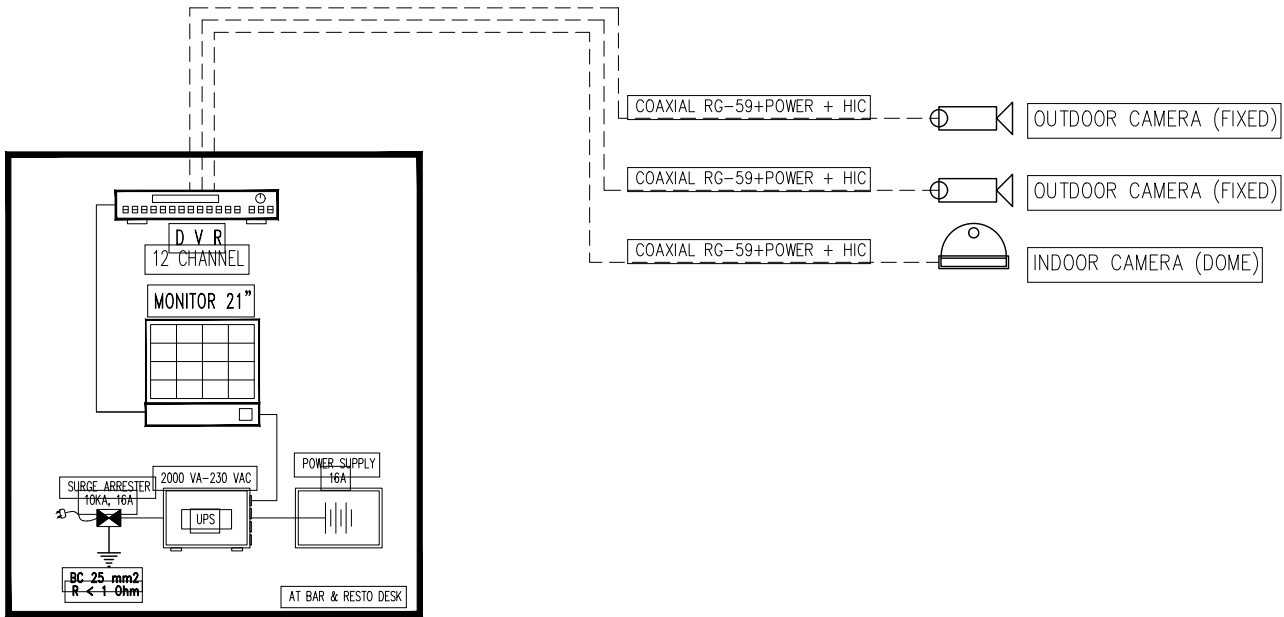 COAXIAL RG-59+POWER + HIC
OUTDOOR CAMERA (FIXED)
COAXIAL RG-59+POWER + HIC
OUTDOOR CAMERA (FIXED)
COAXIAL RG-59+POWER + HIC
INDOOR CAMERA (DOME)
D V R
12 CHANNEL
MONITOR 21"
POWER SUPPLY
16A
2000 VA-230 VAC
SURGE ARRESTER
10KA, 16A
UPS
BC 25 mm2
R < 1 Ohm
AT BAR & RESTO DESK